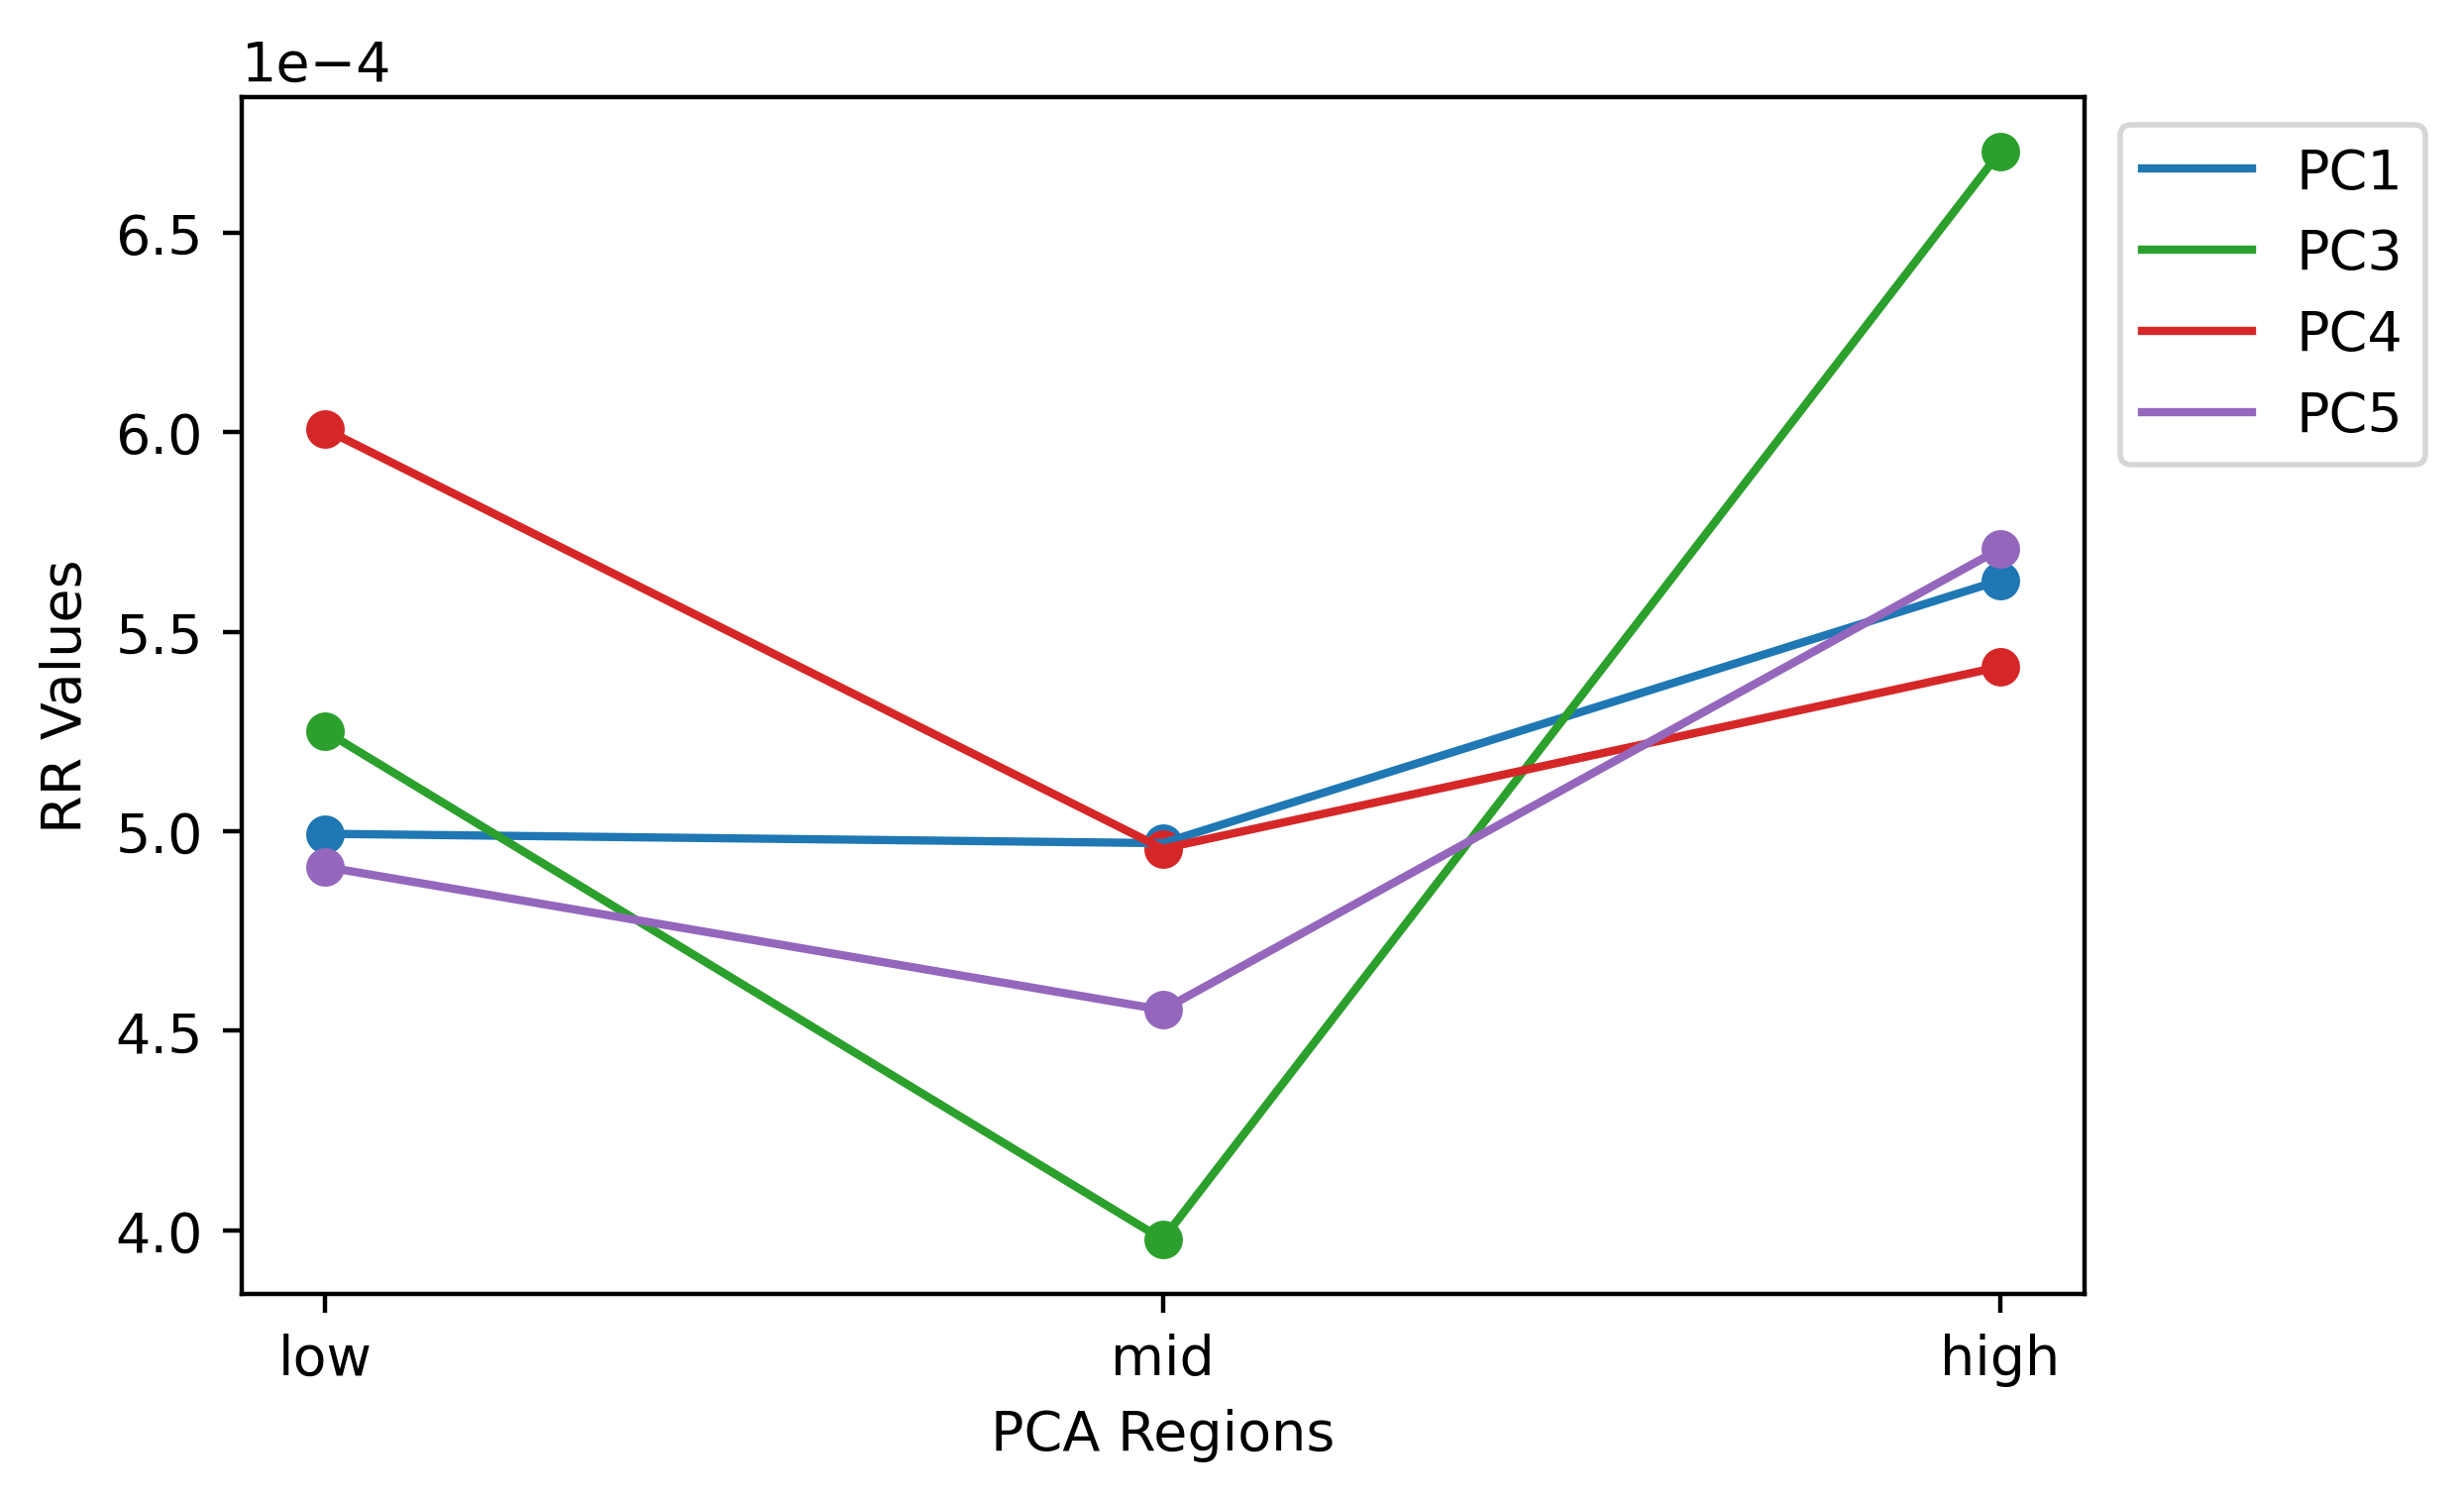 1e−4
6.5
6.0
5.5
5.0
4.5
4.0
RR Values
low
mid
high
PCA Regions
PC1
PC3
PC4
PC5